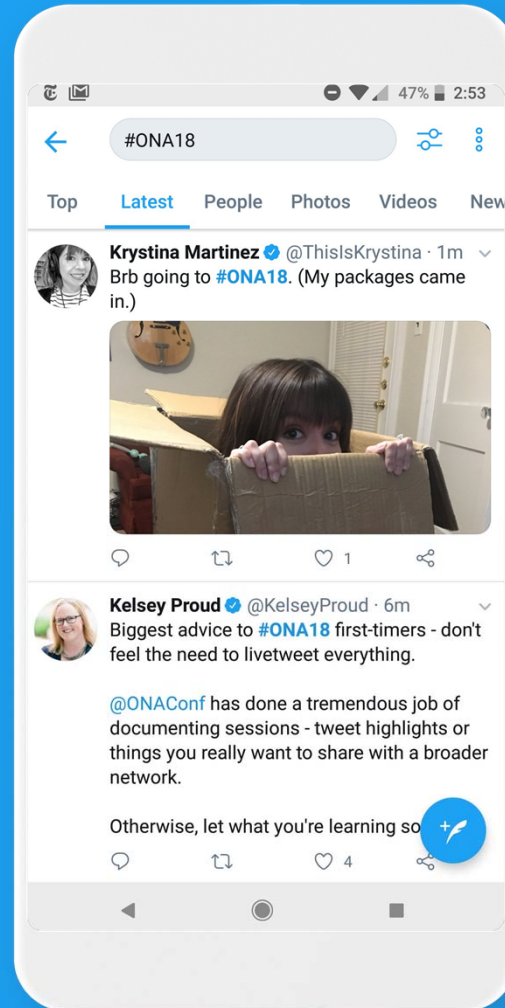 47% 2:53
#ONA18
Top Latest People Photos Videos New
Krystina Martinez @ThisIsKrystina · 1m
Brb going to #ONA18. (My packages came
in.)
1
Kelsey Proud @KelseyProud · 6m
Biggest advice to #ONA18 first-timers - don't
feel the need to livetweet everything.
@ONAConf has done a tremendous job of
documenting sessions - tweet highlights or
things you really want to share with a broader
network.
Otherwise, let what you're learning so
4